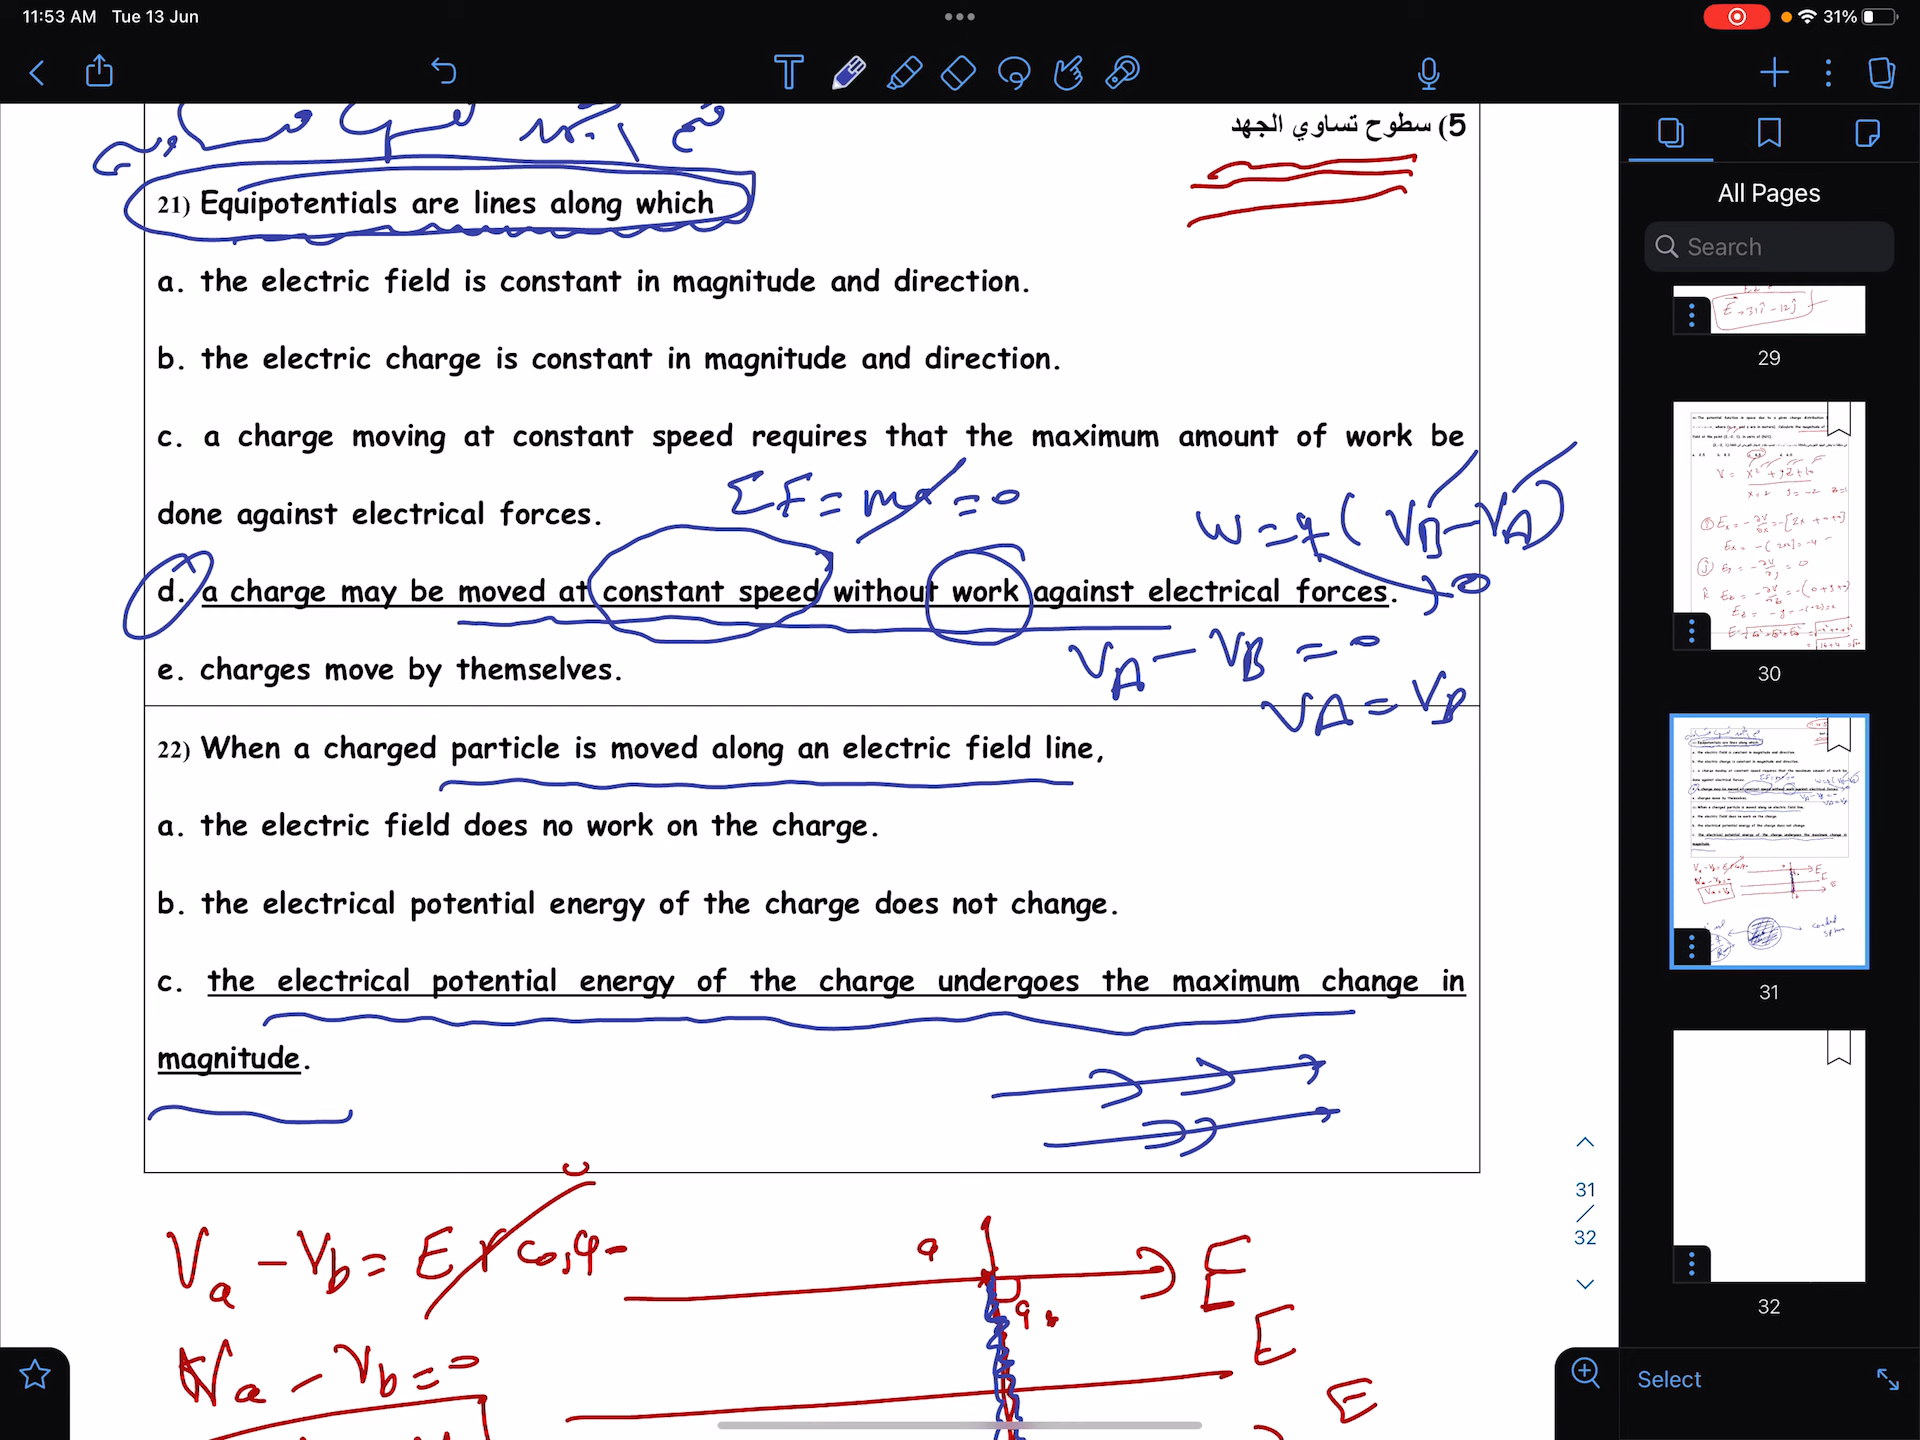 11:53 AM Tue 13 Jun
31%
5) سطوح تساوي الجهد
21) Equipotentials are lines along which
a. the electric field is constant in magnitude and direction.
b. the electric charge is constant in magnitude and direction.
c. a charge moving at constant speed requires that the maximum amount of work be
done against electrical forces.
ΣF = ma = 0
W = q ( VB - VA )
d. a charge may be moved at constant speed without work against electrical forces.
VA - VB = 0
e. charges move by themselves.
VA = VB
22) When a charged particle is moved along an electric field line,
a. the electric field does no work on the charge.
b. the electrical potential energy of the charge does not change.
c. the electrical potential energy of the charge undergoes the maximum change in
magnitude.
Va - Vb = E r cos 90
a
E
E
Va - Vb = 0
E
All Pages
Search
29
30
31
32
31
/
32
Select